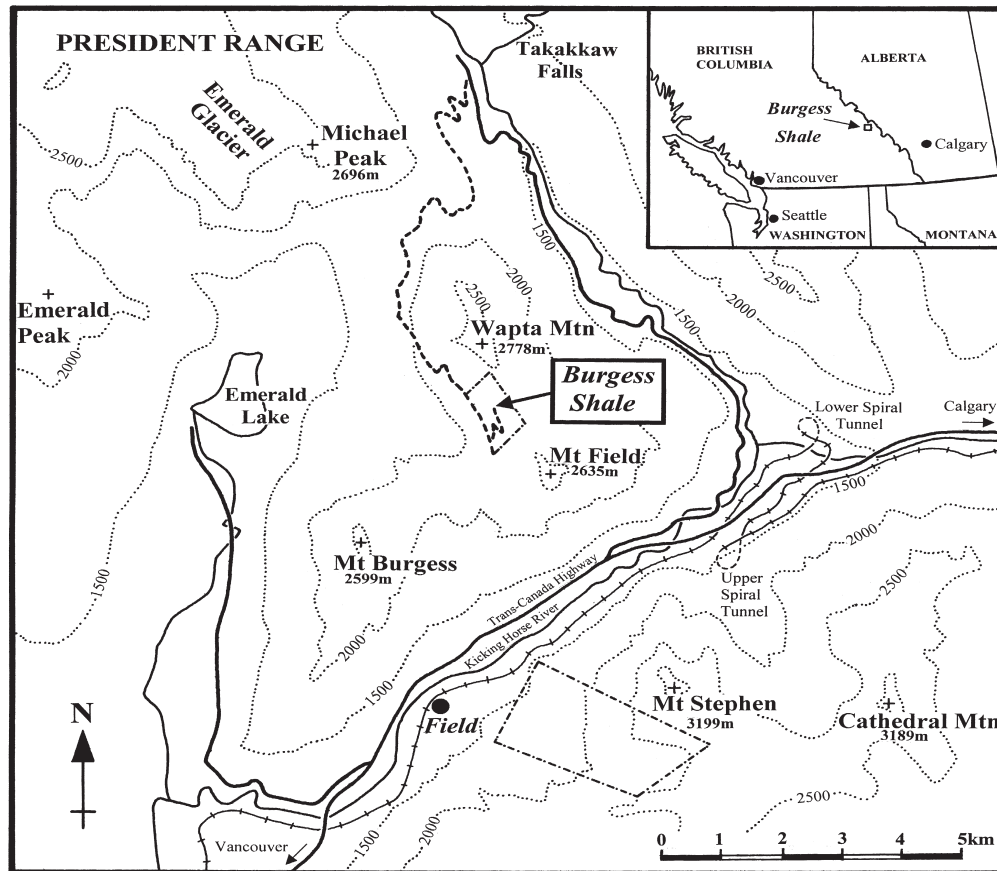 PRESIDENT RANGE
Takakkaw
Falls
Emerald
Glacier
Michael
Peak
2696m
2500
BRITISH
COLUMBIA
ALBERTA
Burgess
Shale
Calgary
Vancouver
Seattle
WASHINGTON
MONTANA
1500
2000
2500
2500
2000
1500
Emerald
Peak
2000
Wapta Mtn
2778m
Burgess
Shale
Emerald
Lake
Lower Spiral
Tunnel
Calgary
Mt Field
2635m
1500
2000
Mt Burgess
2599m
1500
Trans-Canada Highway
Kicking Horse River
Upper
Spiral
Tunnel
2500
2000
1500
N
Field
Mt Stephen
3199m
Cathedral Mtn
3189m
2500
Vancouver
1500
2000
0 1 2 3 4 5km